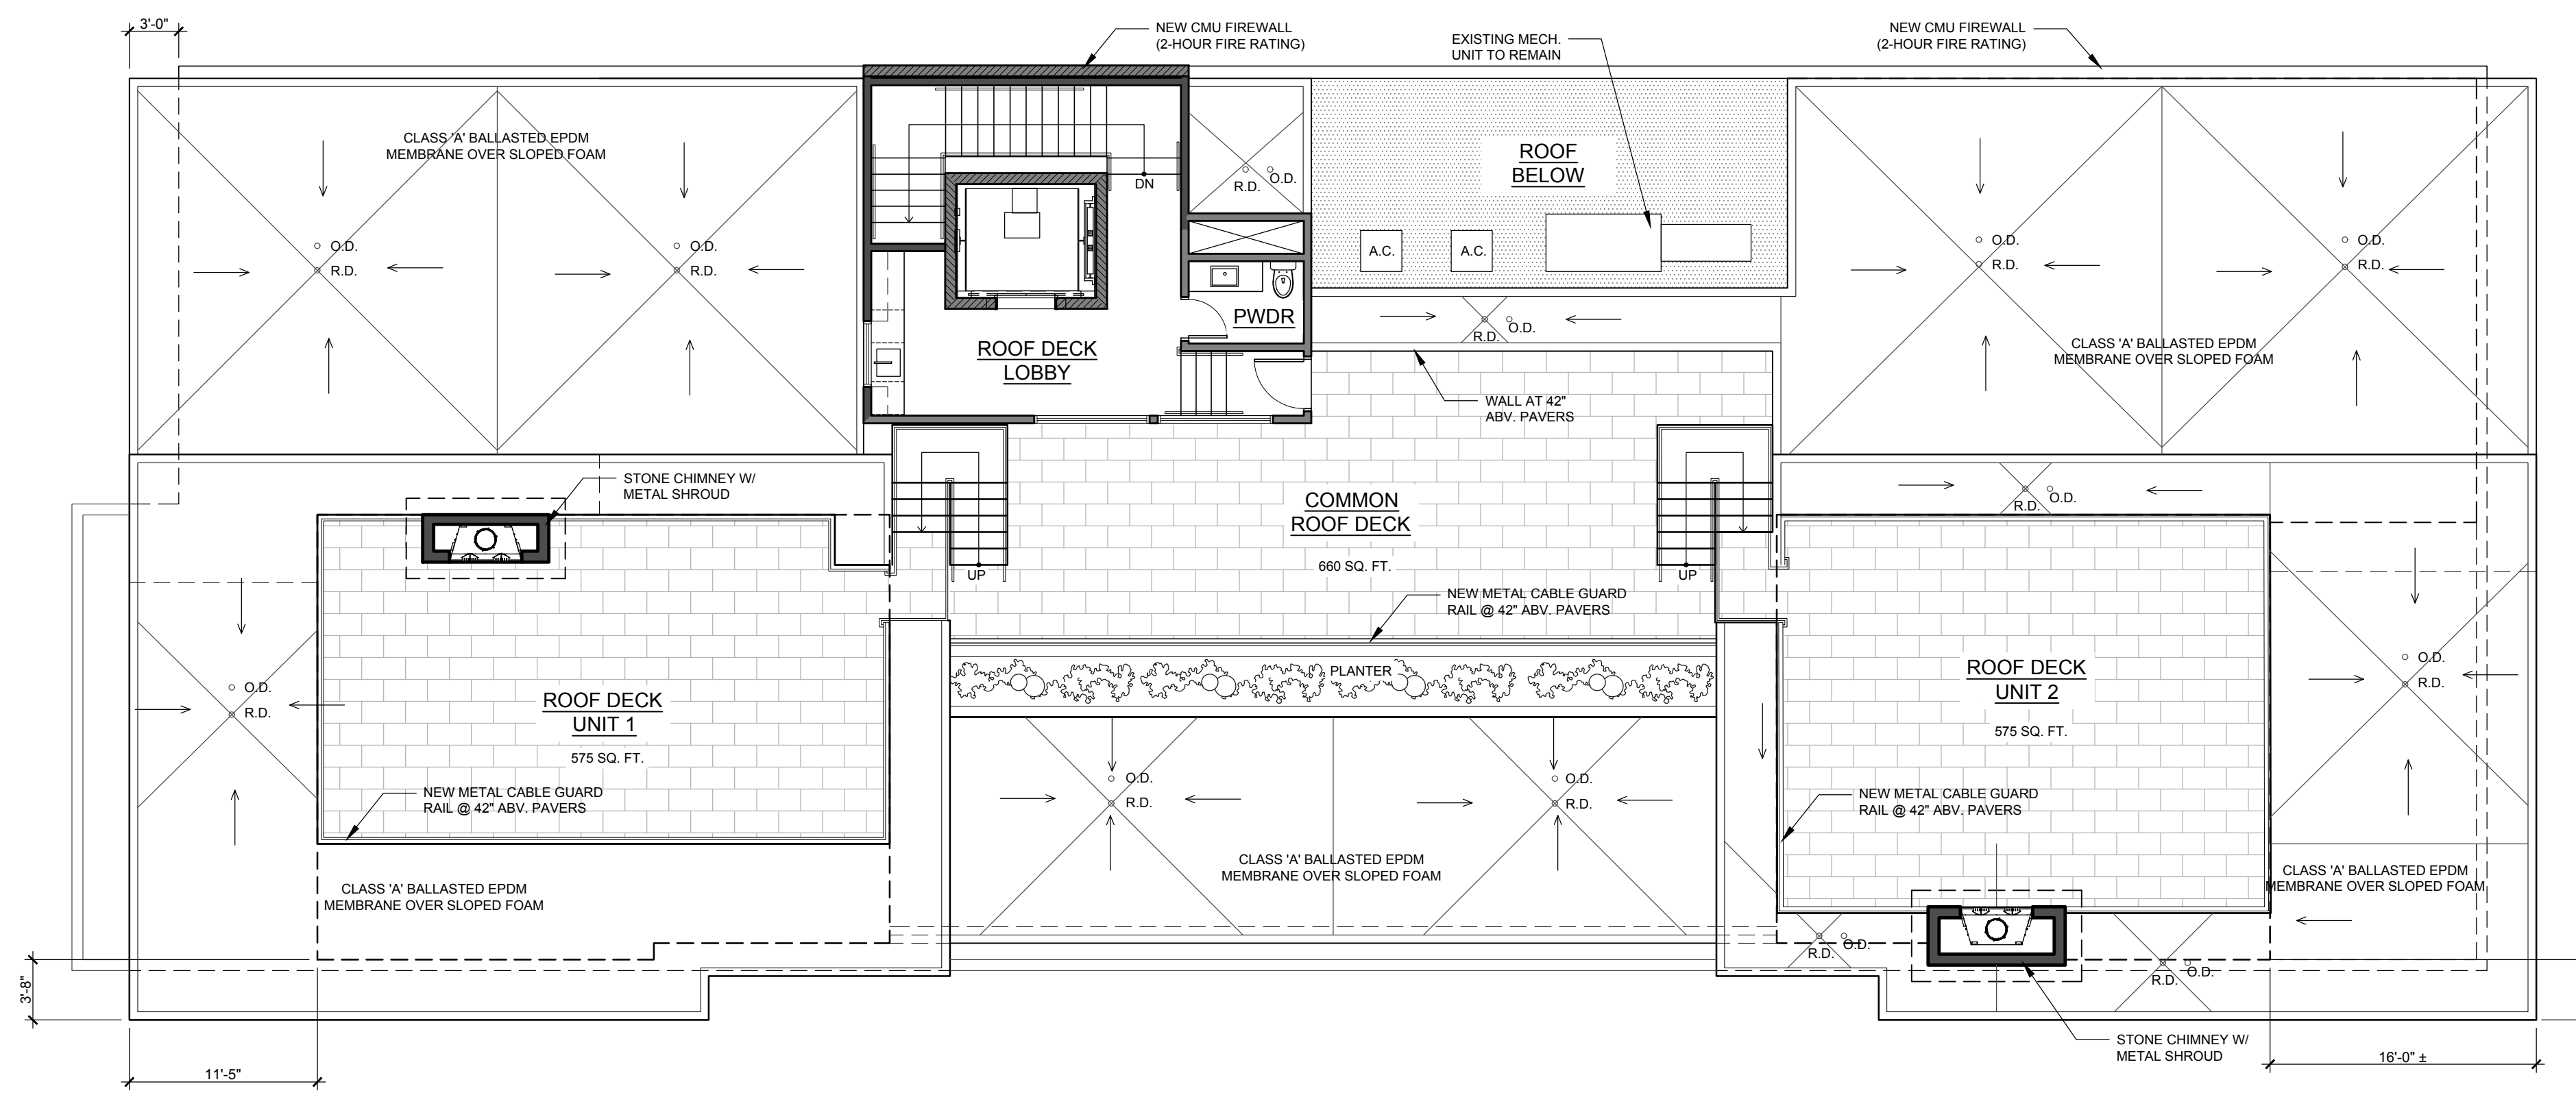 3'-0"
NEW CMU FIREWALL
(2-HOUR FIRE RATING)
EXISTING MECH.
UNIT TO REMAIN
NEW CMU FIREWALL
(2-HOUR FIRE RATING)
CLASS 'A' BALLASTED EPDM
MEMBRANE OVER SLOPED FOAM
ROOF
BELOW
DN
R.D.
O.D.
O.D.
R.D.
O.D.
R.D.
A.C.
A.C.
O.D.
R.D.
O.D.
R.D.
PWDR
R.D.
O.D.
ROOF DECK
LOBBY
CLASS 'A' BALLASTED EPDM
MEMBRANE OVER SLOPED FOAM
WALL AT 42"
ABV. PAVERS
STONE CHIMNEY W/
METAL SHROUD
COMMON
ROOF DECK
660 SQ. FT.
R.D.
O.D.
UP
UP
NEW METAL CABLE GUARD
RAIL @ 42" ABV. PAVERS
PLANTER
O.D.
R.D.
ROOF DECK
UNIT 1
575 SQ. FT.
ROOF DECK
UNIT 2
575 SQ. FT.
O.D.
R.D.
NEW METAL CABLE GUARD
RAIL @ 42" ABV. PAVERS
O.D.
R.D.
O.D.
R.D.
NEW METAL CABLE GUARD
RAIL @ 42" ABV. PAVERS
CLASS 'A' BALLASTED EPDM
MEMBRANE OVER SLOPED FOAM
CLASS 'A' BALLASTED EPDM
MEMBRANE OVER SLOPED FOAM
CLASS 'A' BALLASTED EPDM
MEMBRANE OVER SLOPED FOAM
R.D.
O.D.
R.D.
O.D.
3'-8"
STONE CHIMNEY W/
METAL SHROUD
11'-5"
16'-0" ±